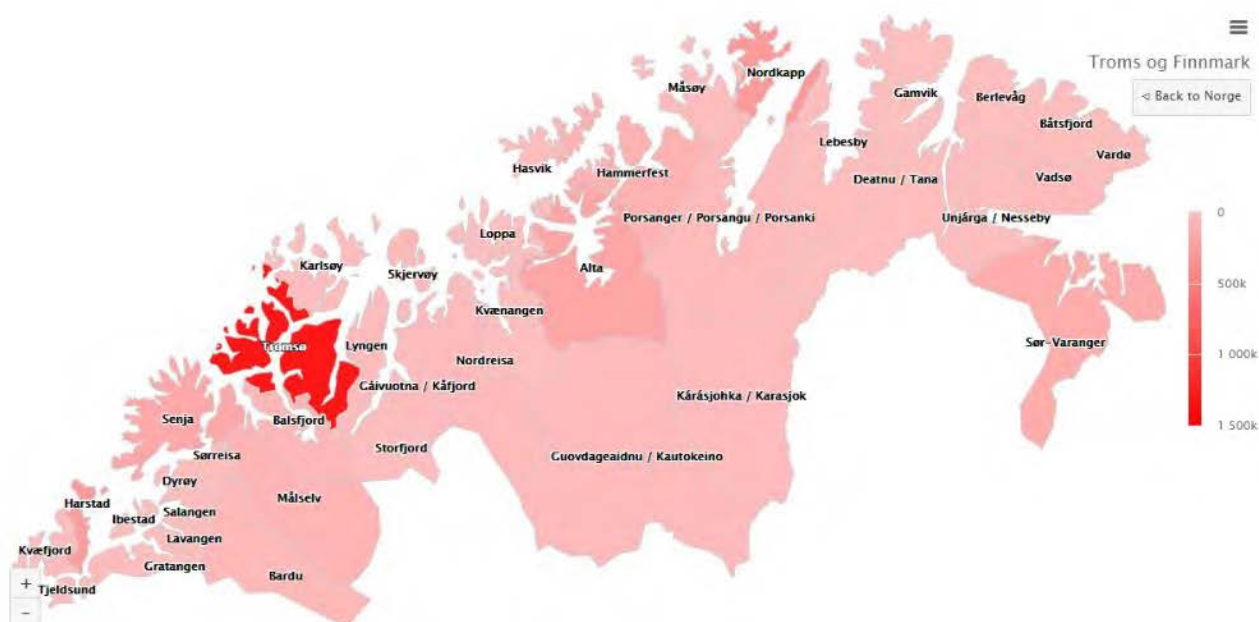 Troms og Finnmark
◃ Back to Norge
Nordkapp
Måsøy
Gamvik
Berlevåg
Båtsfjord
Lebesby
Vardø
Hasvik
Hammerfest
Deatnu / Tana
Vadsø
Porsanger / Porsangu / Porsanki
Unjárga / Nesseby
0
Loppa
Karlsøy
Skjervøy
Alta
500k
Kvænangen
Tromsø
Lyngen
Sør-Varanger
Nordreisa
1 000k
Gáivuotna / Kåfjord
Kárásjohka / Karasjok
Senja
Balsfjord
1 500k
Storfjord
Sørreisa
Guovdageaidnu / Kautokeino
Dyrøy
Målselv
Harstad
Ibestad
Salangen
Lavangen
Kvæfjord
Gratangen
Bardu
+
Tjeldsund
−